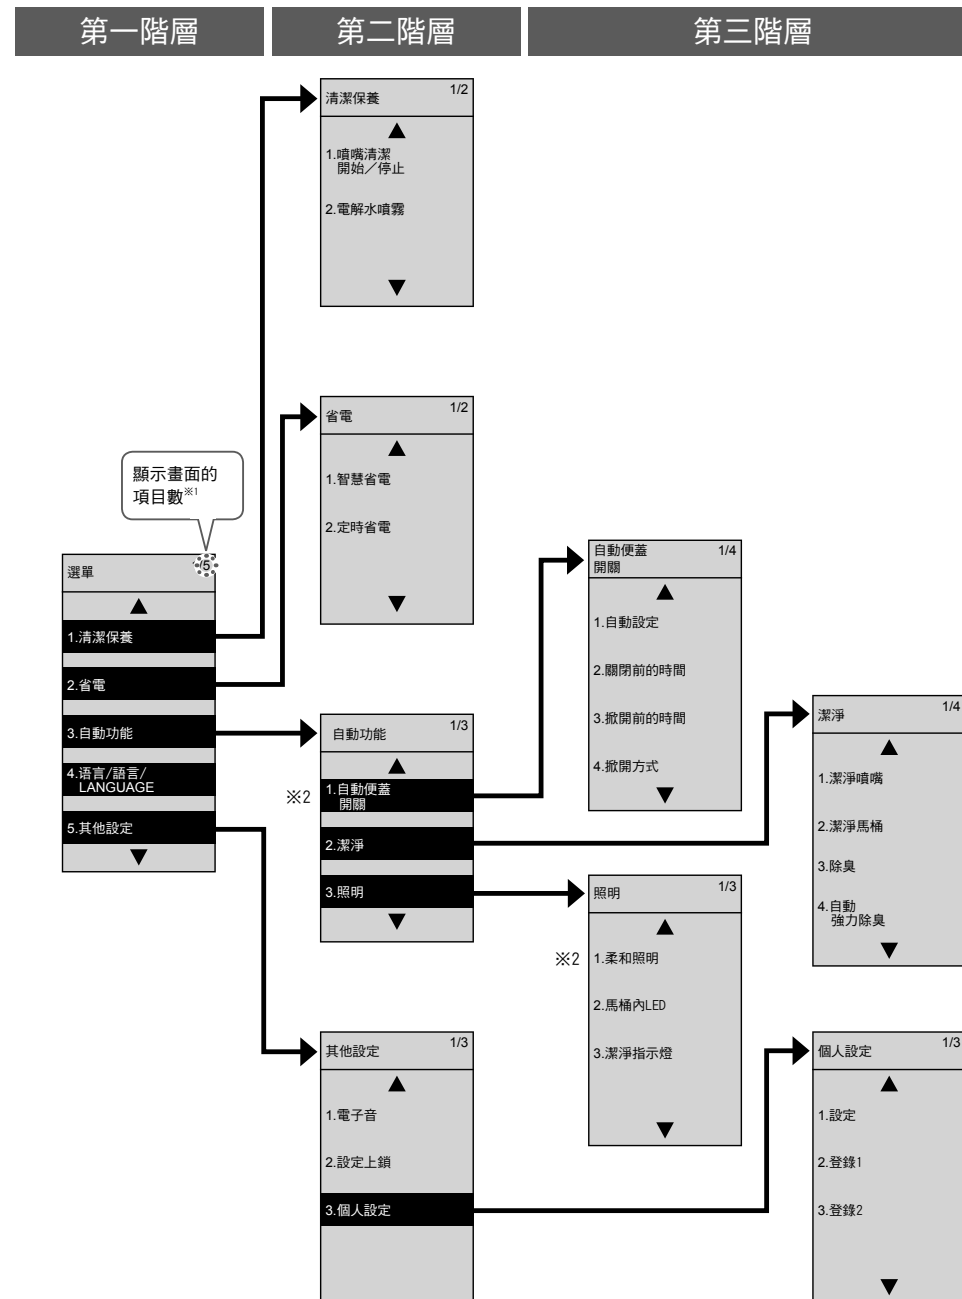 第一階層
第二階層
第三階層
清潔保養 1/2
1.噴嘴清潔
開始／停止
2.電解水噴霧
省電 1/2
1.智慧省電
2.定時省電
顯示畫面的
項目數※1
選單 1/5
1.清潔保養
2.省電
3.自動功能
4.语言/語言/
LANGUAGE
5.其他設定
自動功能 1/3
※2
1.自動便蓋
開關
2.潔淨
3.照明
自動便蓋 1/4
開關
1.自動設定
2.關閉前的時間
3.掀開前的時間
4.掀開方式
潔淨 1/4
1.潔淨噴嘴
2.潔淨馬桶
3.除臭
4.自動
強力除臭
照明 1/3
※2
1.柔和照明
2.馬桶內LED
3.潔淨指示燈
其他設定 1/3
1.電子音
2.設定上鎖
3.個人設定
個人設定 1/3
1.設定
2.登錄1
3.登錄2